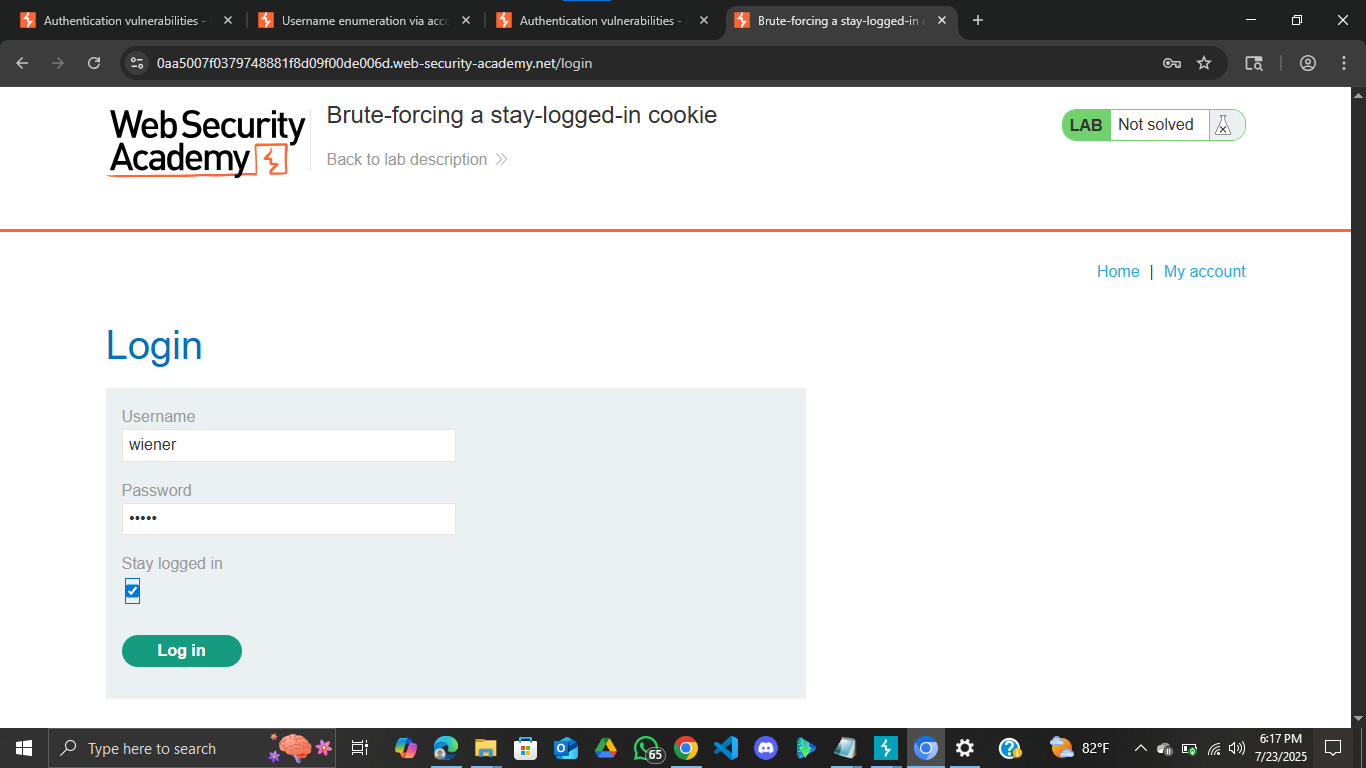 Authentication vulnerabilities -
Username enumeration via acc
Authentication vulnerabilities -
Brute-forcing a stay-logged-in c
0aa5007f0379748881f8d09f00de006d.web-security-academy.net/login
Web Security
Academy
Brute-forcing a stay-logged-in cookie
Back to lab description
LAB
Not solved
Home | My account
Login
Username
wiener
Password
•••••
Stay logged in
Log in
Type here to search
65
82°F
6:17 PM
7/23/2025